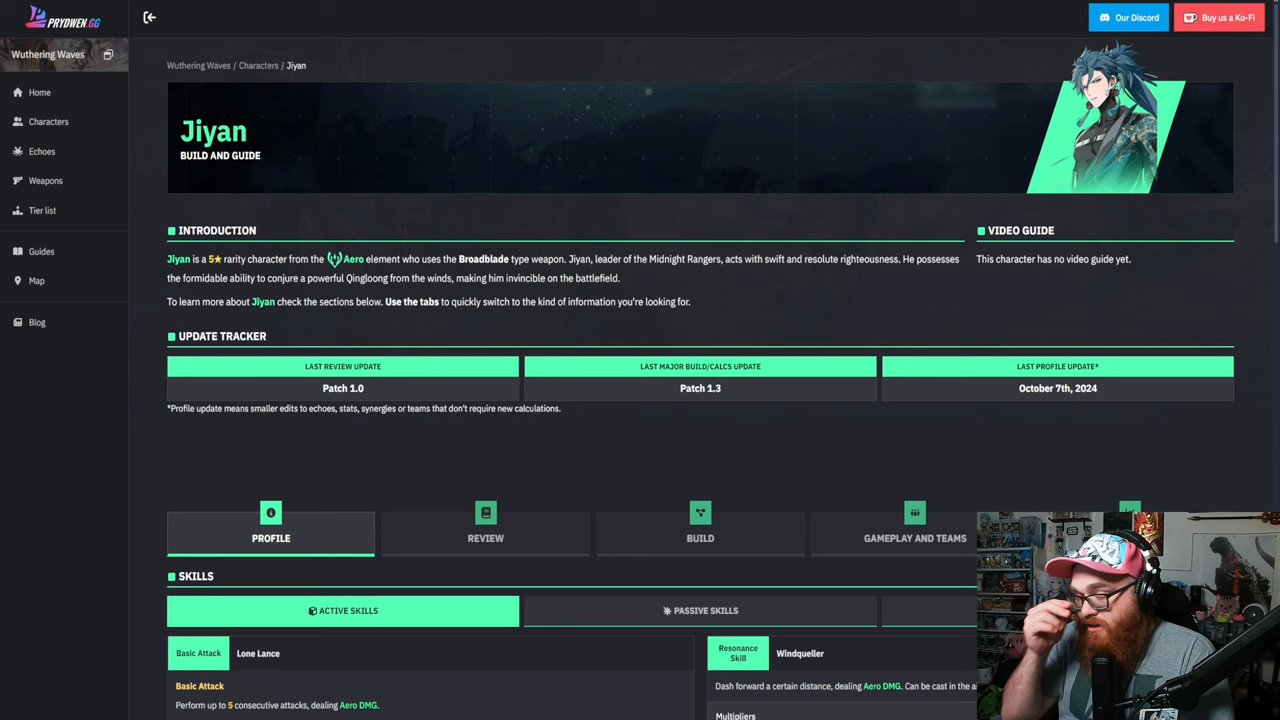 PRYDWEN.GG
Our Discord
Buy us a Ko-Fi
Wuthering Waves
Home
Characters
Echoes
Weapons
Tier list
Guides
Map
Blog
Wuthering Waves / Characters / Jiyan
Jiyan
BUILD AND GUIDE
INTRODUCTION
Jiyan is a 5★ rarity character from the Aero element who uses the Broadblade type weapon. Jiyan, leader of the Midnight Rangers, acts with swift and resolute righteousness. He possesses
the formidable ability to conjure a powerful Qingloong from the winds, making him invincible on the battlefield.
To learn more about Jiyan check the sections below. Use the tabs to quickly switch to the kind of information you're looking for.
VIDEO GUIDE
This character has no video guide yet.
UPDATE TRACKER
LAST REVIEW UPDATE
Patch 1.0
LAST MAJOR BUILD/CALCS UPDATE
Patch 1.3
LAST PROFILE UPDATE*
October 7th, 2024
*Profile update means smaller edits to echoes, stats, synergies or teams that don't require new calculations.
PROFILE
REVIEW
BUILD
GAMEPLAY AND TEAMS
SKILLS
ACTIVE SKILLS
PASSIVE SKILLS
Basic Attack
Lone Lance
Basic Attack
Perform up to 5 consecutive attacks, dealing Aero DMG.
Resonance
Skill
Windqueller
Dash forward a certain distance, dealing Aero DMG. Can be cast in the
Multipliers